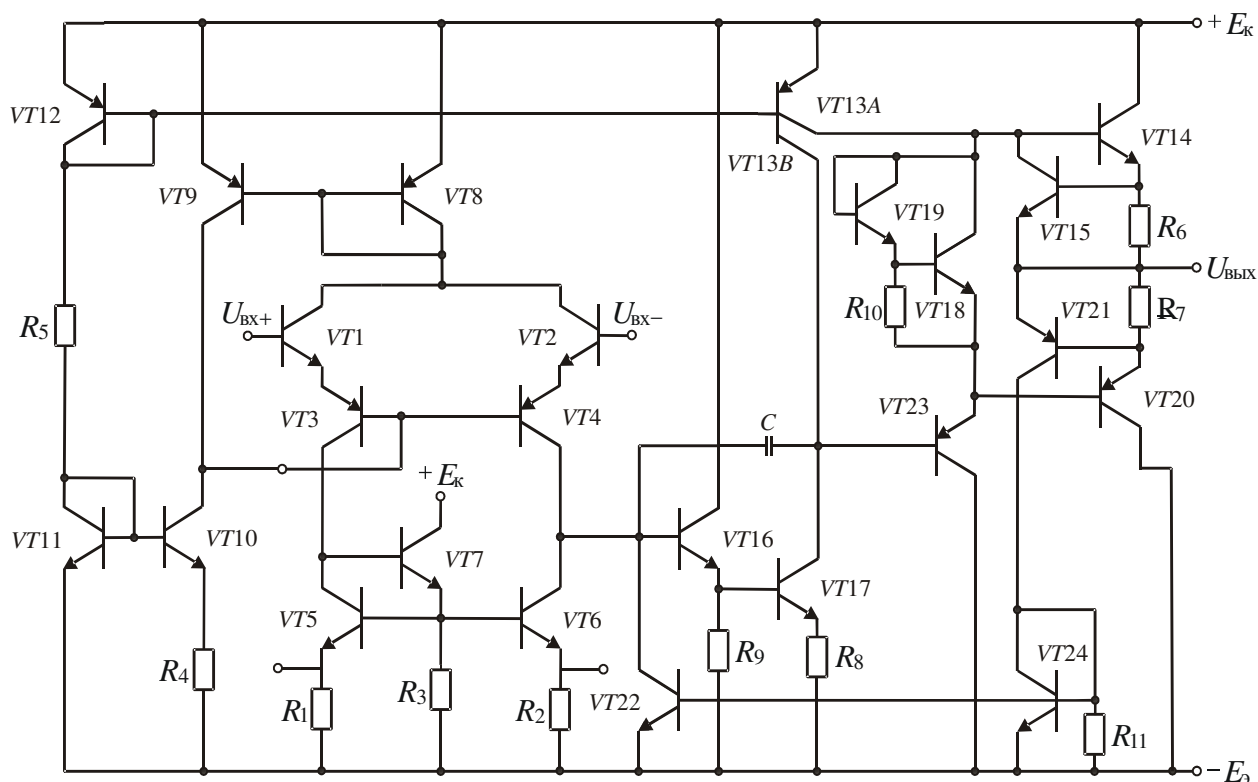 + Eк
VT12
VT13A
VT14
VT13B
VT9
VT8
VT19
VT15
R6
Uвых
R5
Uвх+
VT1
VT2
Uвх−
R10
VT18
VT21
R7
VT3
VT4
C
VT23
VT20
+ Eк
VT11
VT10
VT7
VT16
VT17
VT5
VT6
R4
R1
R3
R2
VT22
R9
R8
VT24
R11
− Eэ